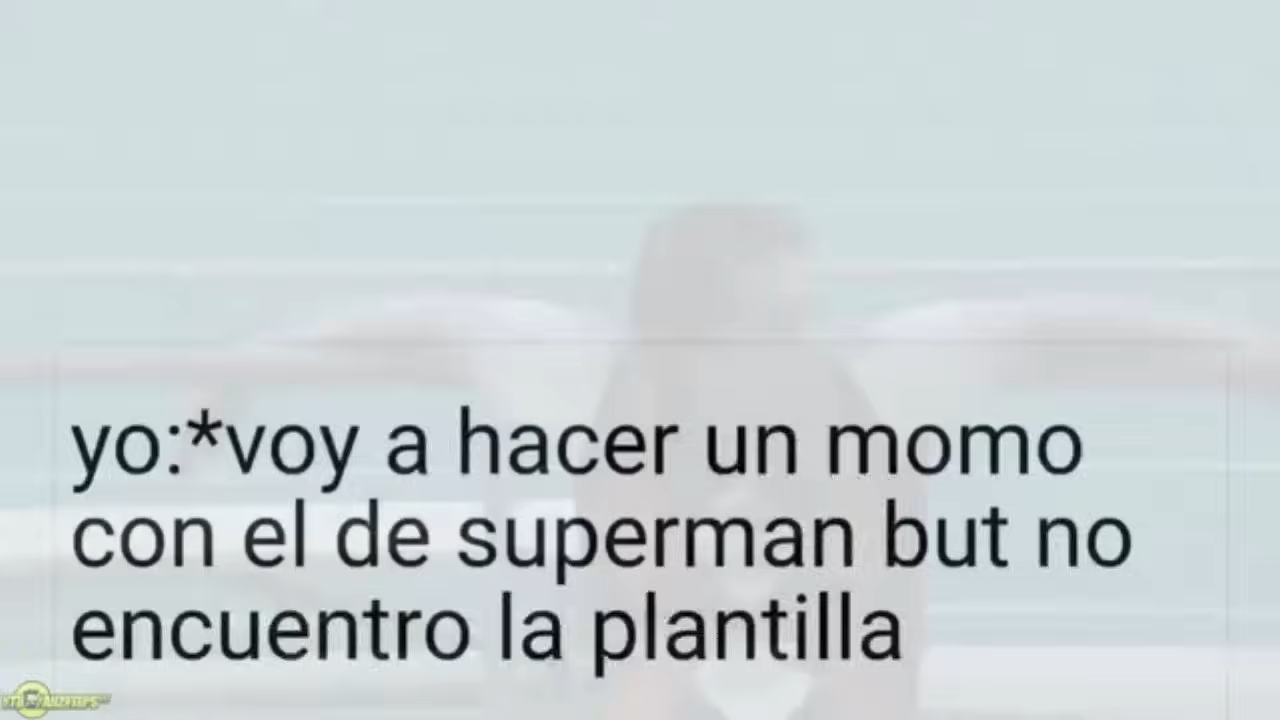 yo:*voy a hacer un momo
con el de superman but no
encuentro la plantilla